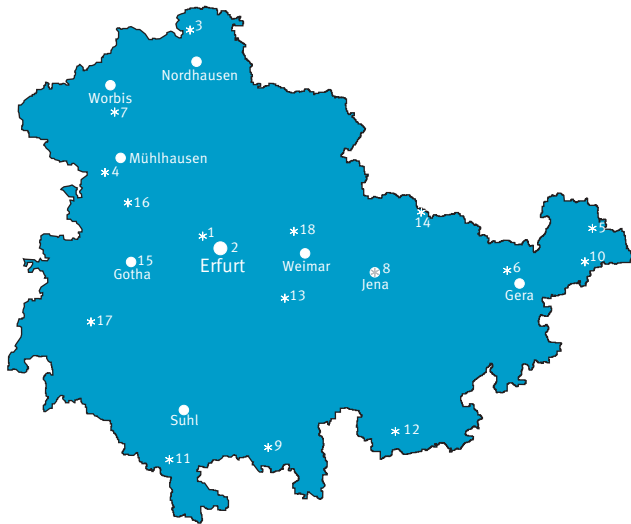 *3
Nordhausen
Worbis
*7
Mühlhausen
*4
*16
14
*5
*1
*18
2
Erfurt
15
Gotha
Weimar
*8
Jena
*6
*10
Gera
*13
*17
Suhl
*12
*9
*11